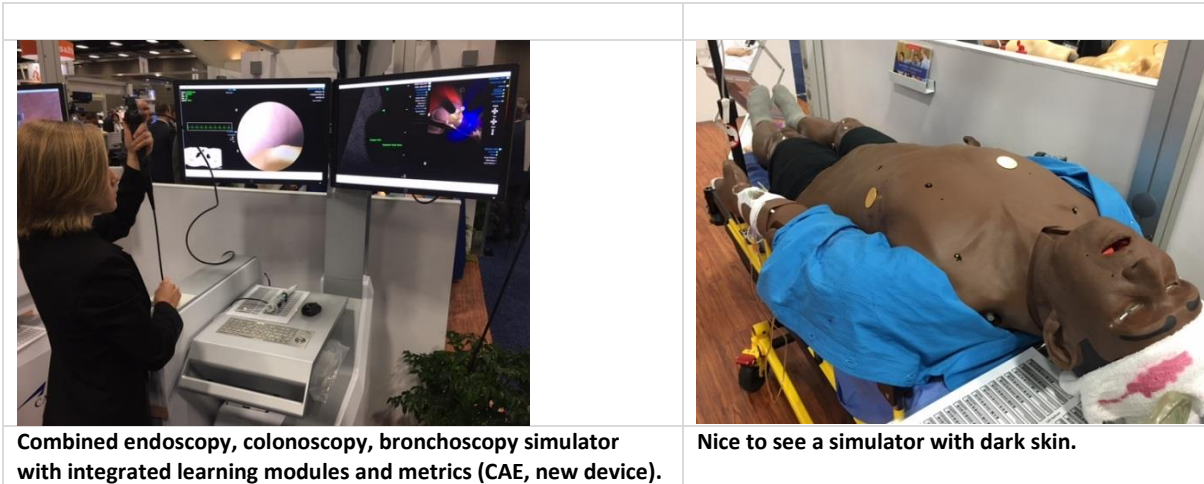 Combined endoscopy, colonoscopy, bronchoscopy simulator
with integrated learning modules and metrics (CAE, new device).
Nice to see a simulator with dark skin.